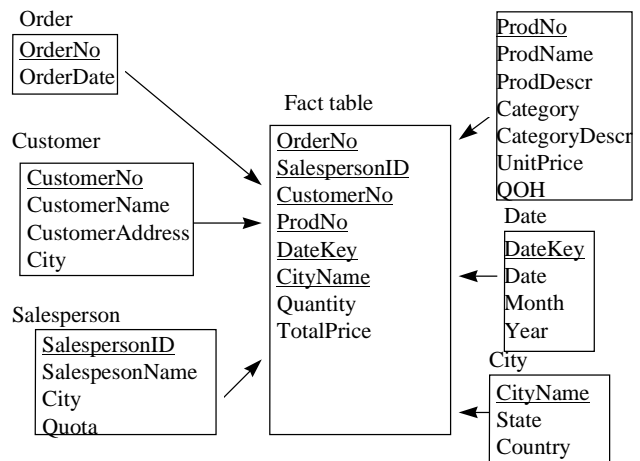 Order
OrderNo
OrderDate
Customer
CustomerNo
CustomerName
CustomerAddress
City
Salesperson
SalespersonID
SalespesonName
City
Quota
Fact table
OrderNo
SalespersonID
CustomerNo
ProdNo
DateKey
CityName
Quantity
TotalPrice
ProdNo
ProdName
ProdDescr
Category
CategoryDescr
UnitPrice
QOH
Date
DateKey
Date
Month
Year
City
CityName
State
Country